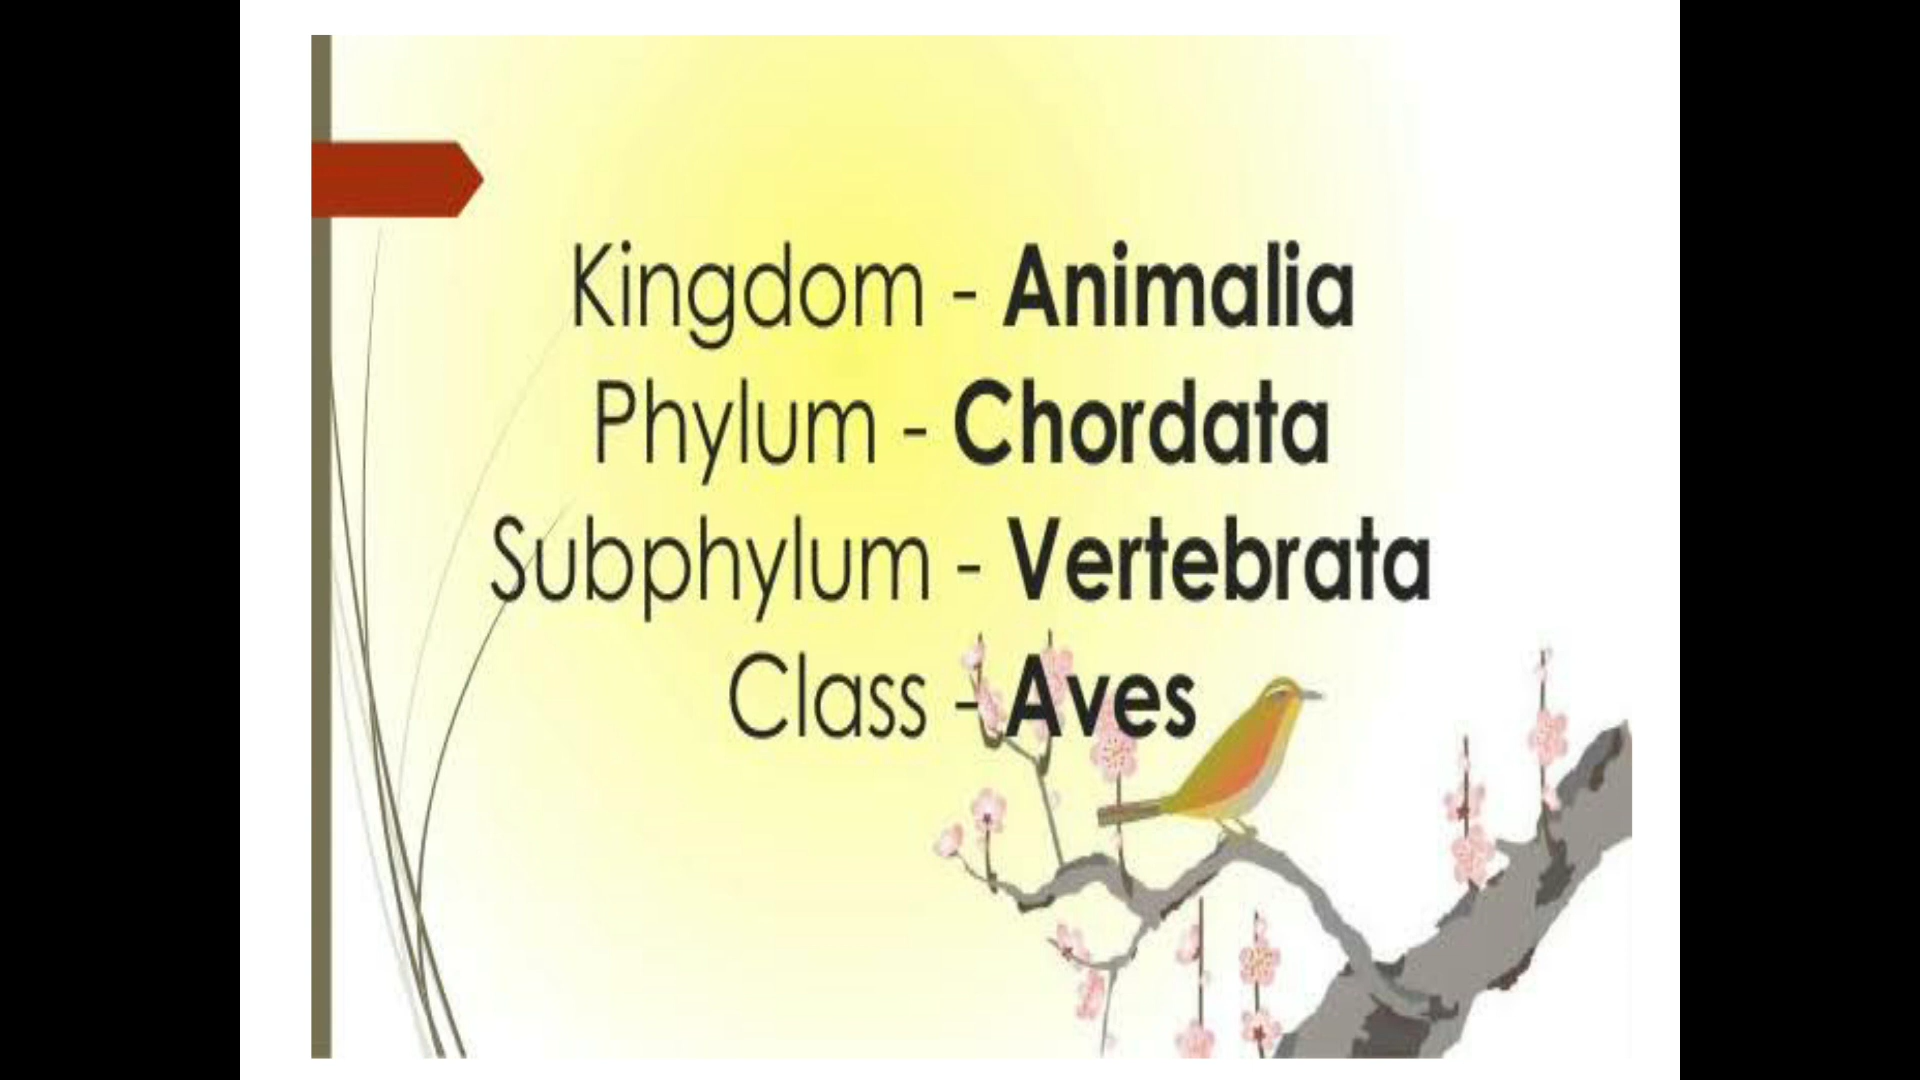 Kingdom - Animalia
Phylum - Chordata
Subphylum - Vertebrata
Class - Aves